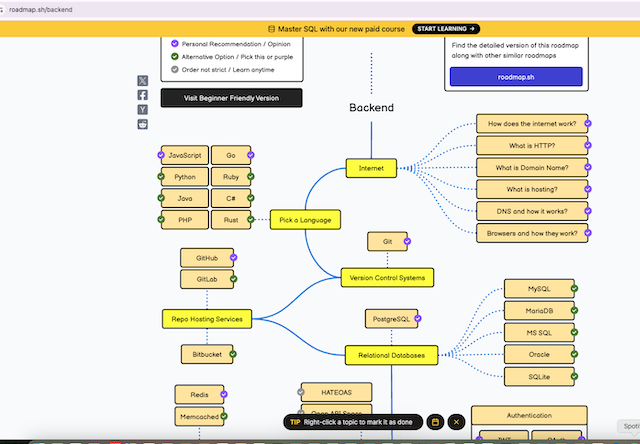 roadmap.sh/backend
Master SQL with our new paid course
START LEARNING →
Personal Recommendation / Opinion
Alternative Option / Pick this or purple
Order not strict / Learn anytime
Visit Beginner Friendly Version
Find the detailed version of this roadmap
along with other similar roadmaps
roadmap.sh
Backend
Internet
How does the internet work?
What is HTTP?
What is Domain Name?
What is hosting?
DNS and how it works?
Browsers and how they work?
JavaScript
Go
Python
Ruby
Java
C#
PHP
Rust
Pick a Language
Git
Version Control Systems
GitHub
GitLab
Repo Hosting Services
Bitbucket
PostgreSQL
Relational Databases
MySQL
MariaDB
MS SQL
Oracle
SQLite
Redis
Memcached
HATEOAS
Open API Specs
Authentication
JWT
OAuth
TIP Right-click a topic to mark it as done